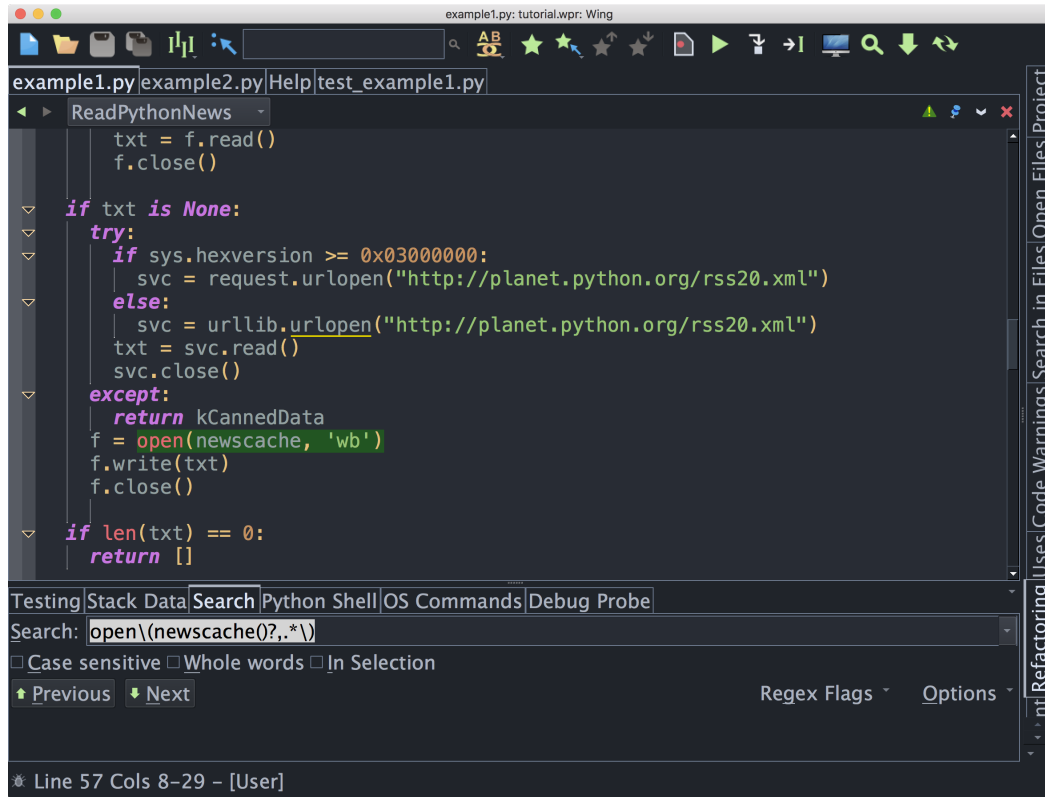 example1.py: tutorial.wpr: Wing
AB
example1.py example2.py Help test_example1.py
ReadPythonNews
txt = f.read()
f.close()
if txt is None:
try:
if sys.hexversion >= 0x03000000:
svc = request.urlopen("http://planet.python.org/rss20.xml")
else:
svc = urllib.urlopen("http://planet.python.org/rss20.xml")
txt = svc.read()
svc.close()
except:
return kCannedData
f = open(newscache, 'wb')
f.write(txt)
f.close()
if len(txt) == 0:
return []
Project
Open Files
Search in Files
Code Warnings
Uses
Refactoring
nt
Testing Stack Data Search Python Shell OS Commands Debug Probe
Search: open\(newscache()?,.*\)
Case sensitive Whole words In Selection
Previous Next Regex Flags Options
Line 57 Cols 8-29 – [User]